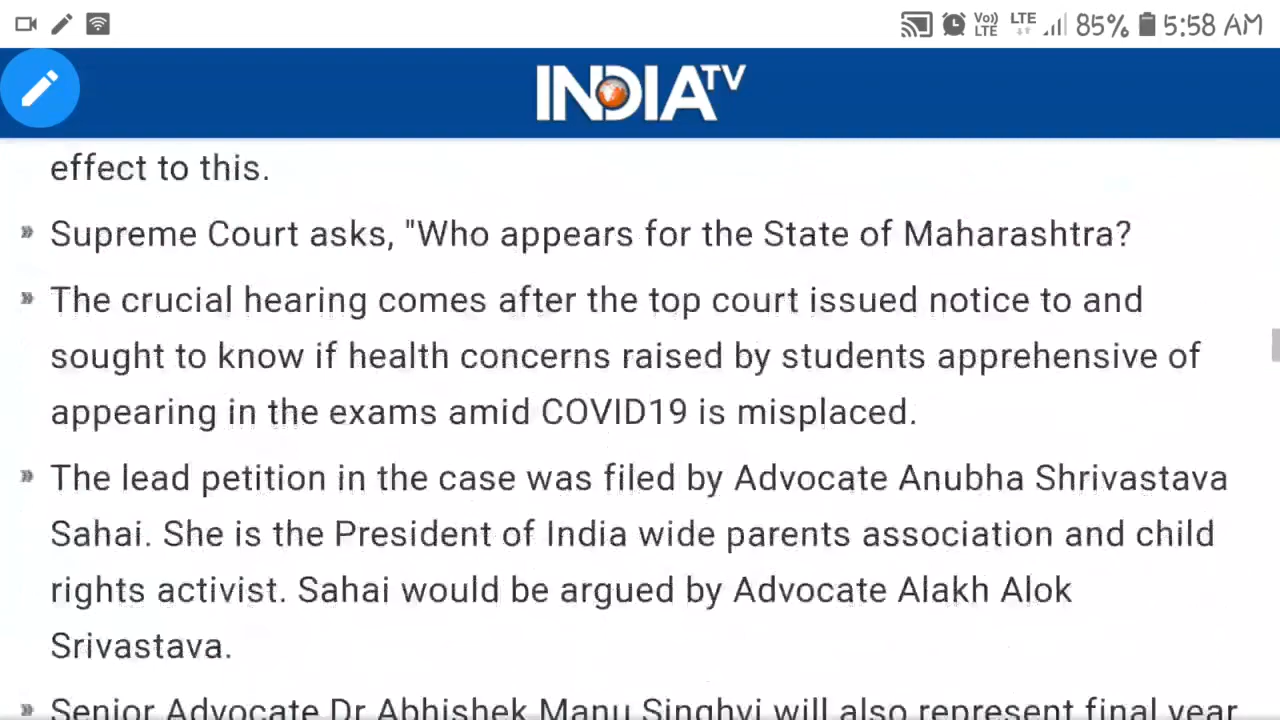 Vo)) LTE LTE 85% 5:58 AM
INDIA TV
effect to this.
» Supreme Court asks, "Who appears for the State of Maharashtra?
» The crucial hearing comes after the top court issued notice to and
sought to know if health concerns raised by students apprehensive of
appearing in the exams amid COVID19 is misplaced.
» The lead petition in the case was filed by Advocate Anubha Shrivastava
Sahai. She is the President of India wide parents association and child
rights activist. Sahai would be argued by Advocate Alakh Alok
Srivastava.
» Senior Advocate Dr Abhishek Manu Singhvi will also represent final year